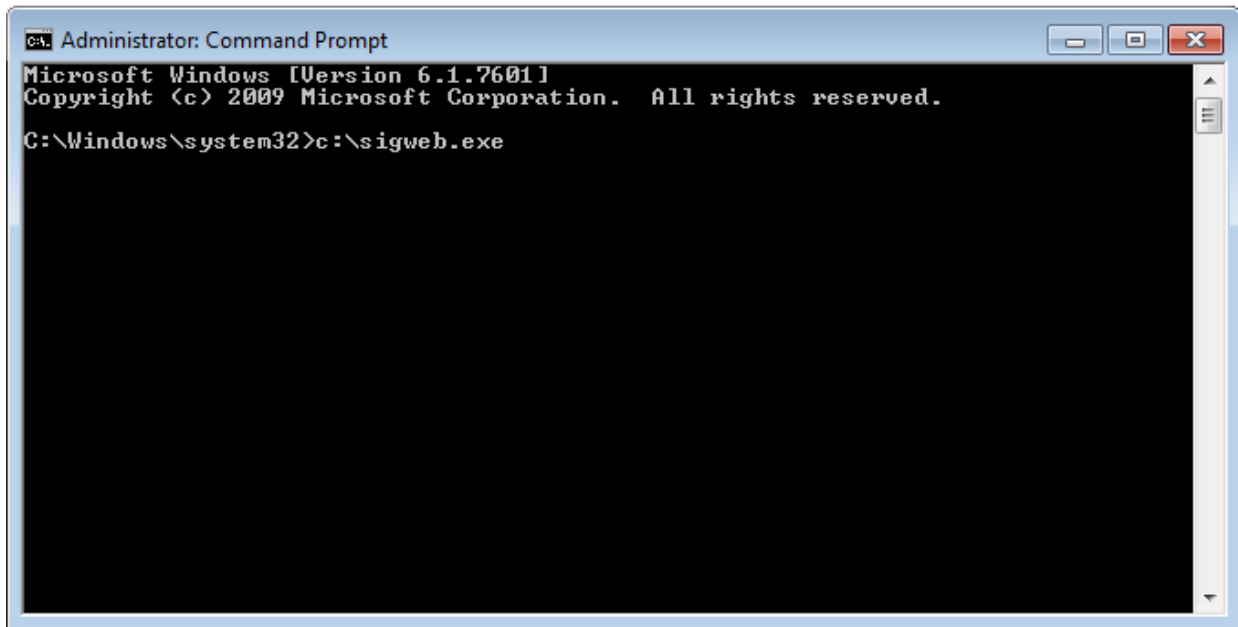 Administrator: Command Prompt
Microsoft Windows [Version 6.1.7601]
Copyright (c) 2009 Microsoft Corporation.  All rights reserved.
C:\Windows\system32>c:\sigweb.exe